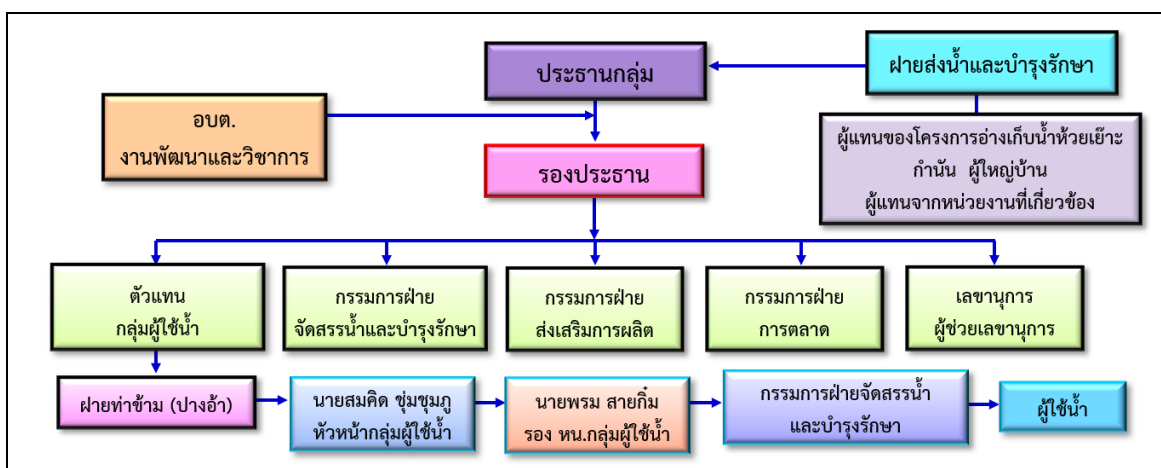 ประธานกลุ่ม
ฝ่ายส่งน้ำและบำรุงรักษา
อบต.
งานพัฒนาและวิชาการ
ผู้แทนของโครงการอ่างเก็บน้ำห้วยเย๊าะ
กำนัน ผู้ใหญ่บ้าน
ผู้แทนจากหน่วยงานที่เกี่ยวข้อง
รองประธาน
ตัวแทน
กลุ่มผู้ใช้น้ำ
กรรมการฝ่าย
จัดสรรน้ำและบำรุงรักษา
กรรมการฝ่าย
ส่งเสริมการผลิต
กรรมการฝ่าย
การตลาด
เลขานุการ
ผู้ช่วยเลขานุการ
ฝายท่าข้าม (ปางอ้า)
นายสมคิด ชุ่มชุมภู
หัวหน้ากลุ่มผู้ใช้น้ำ
นายพรม สายกิ๋ม
รอง หน.กลุ่มผู้ใช้น้ำ
กรรมการฝ่ายจัดสรรน้ำ
และบำรุงรักษา
ผู้ใช้น้ำ